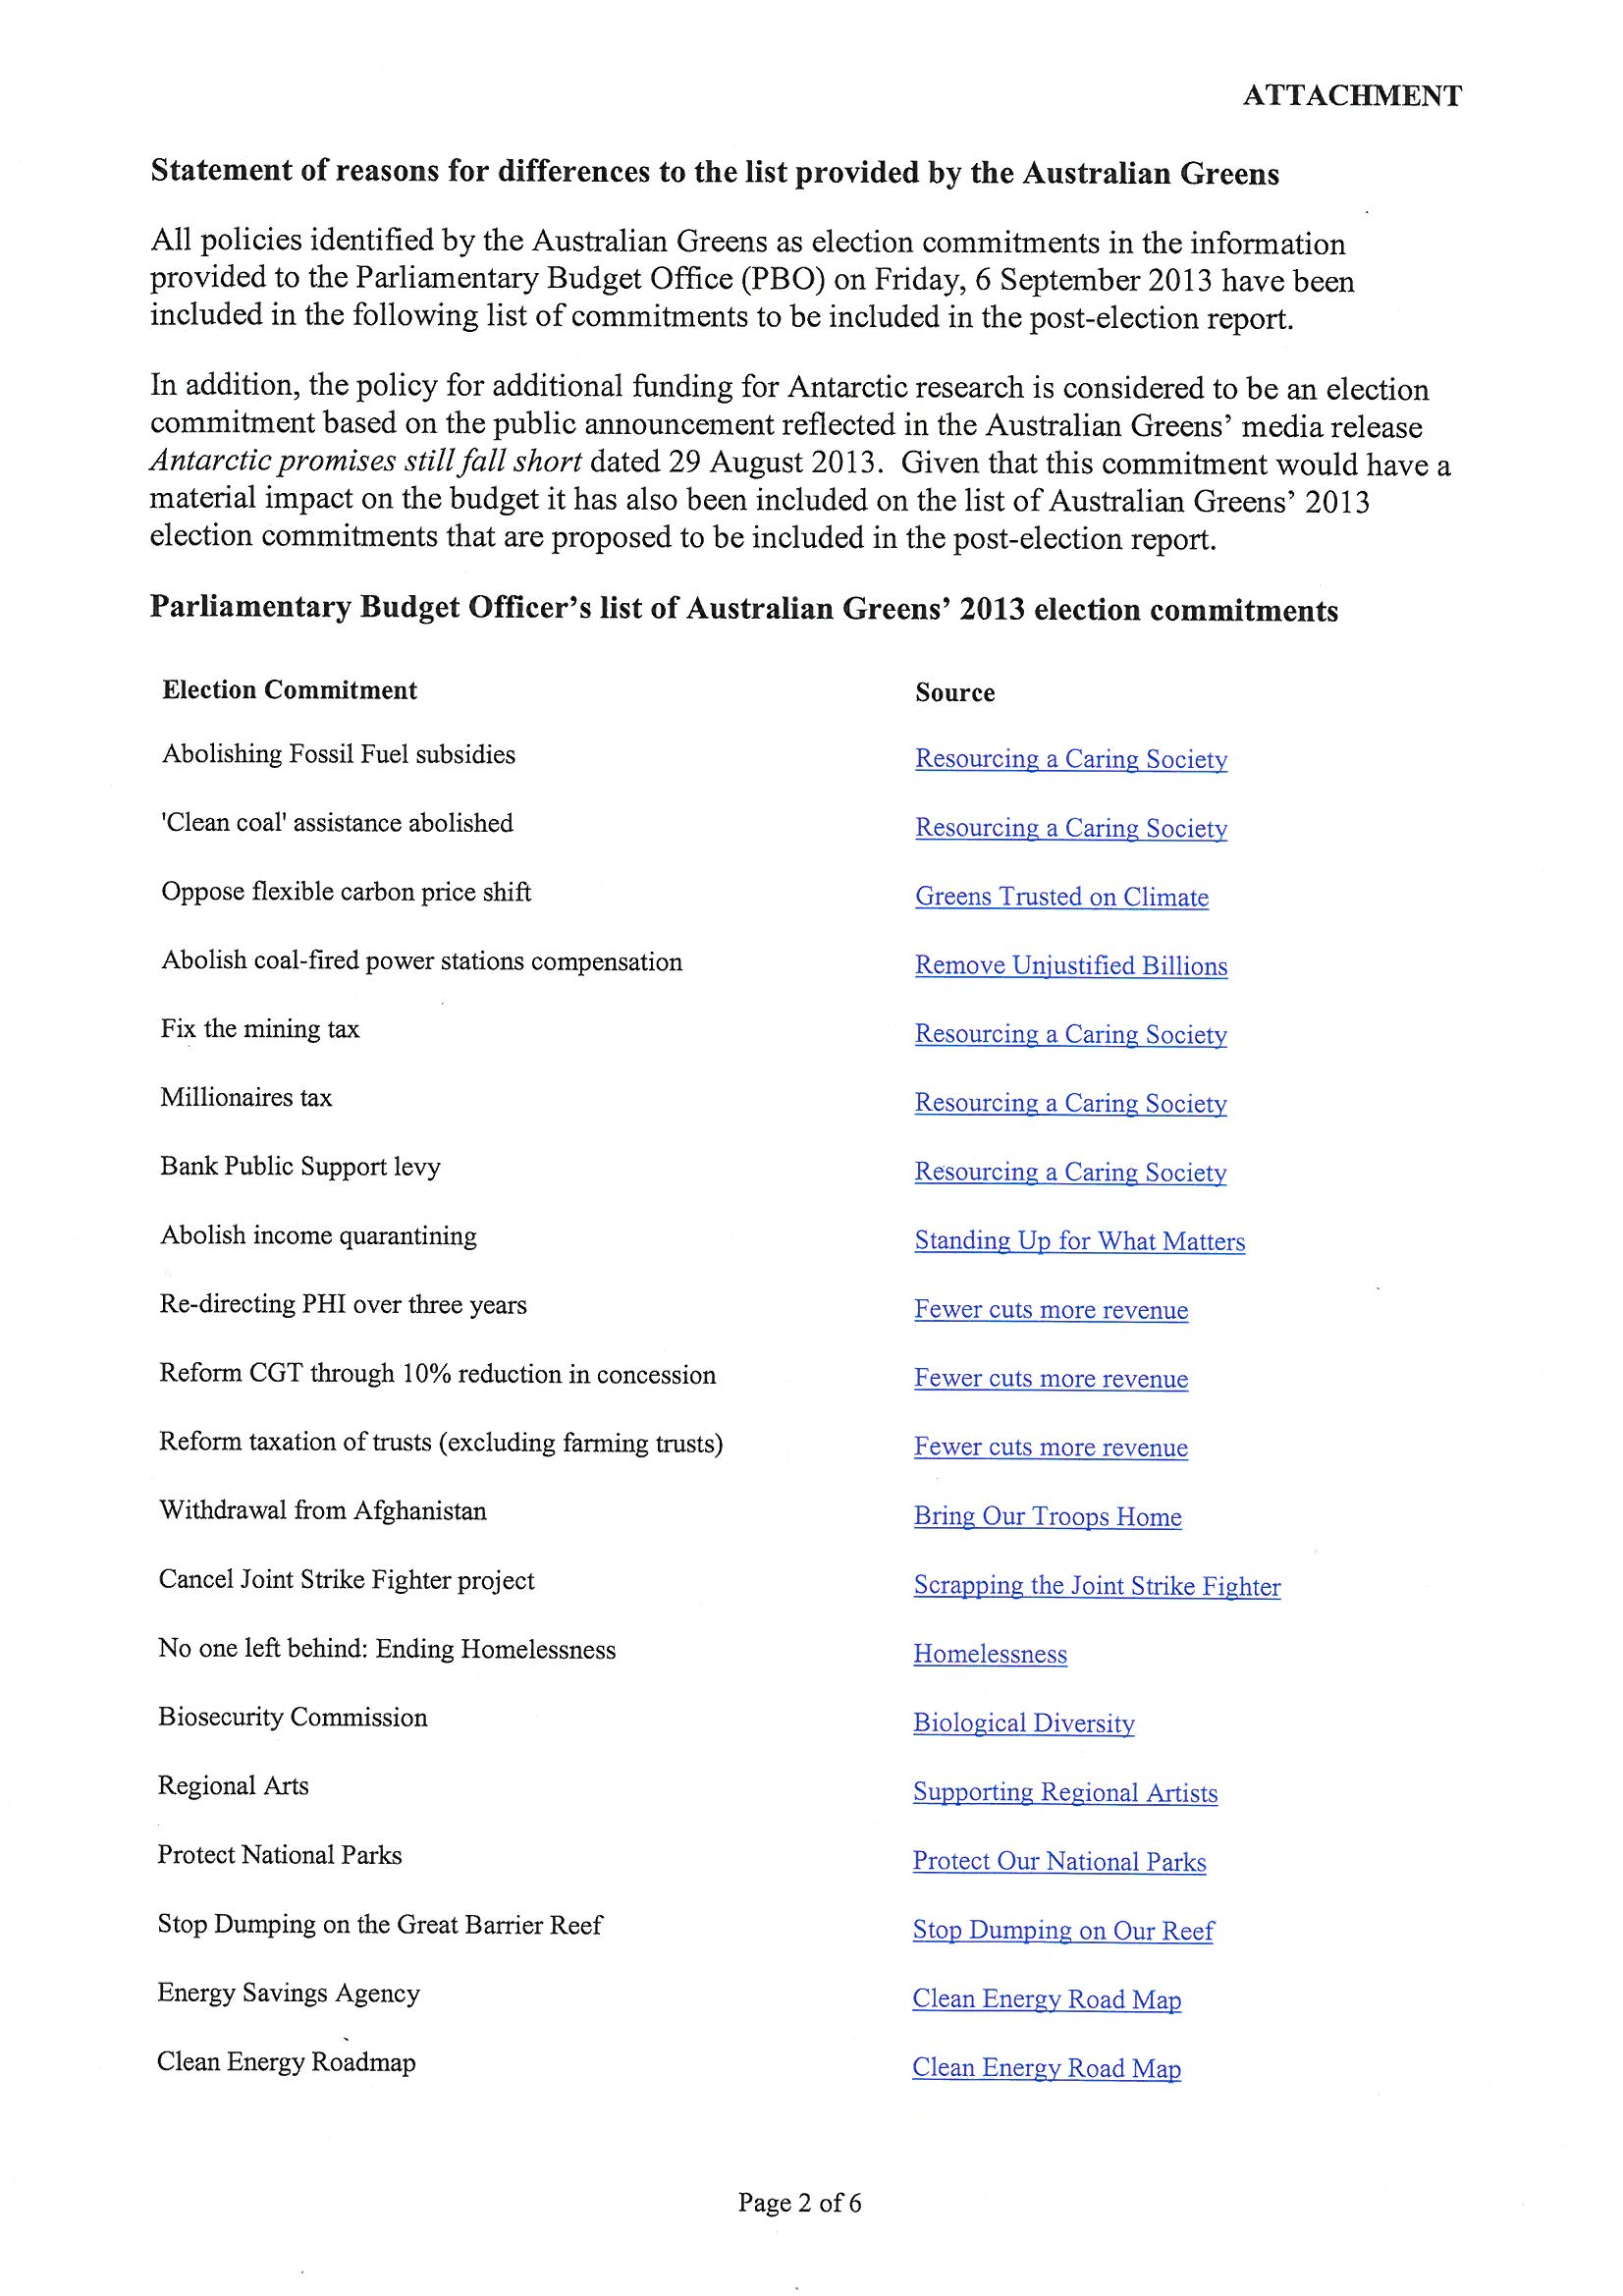 ATTACHMENT
Statement of reasons for differences to the list provided by the Australian Greens
All policies identified by the Australian Greens as election commitments in the information
provided to the Parliamentary Budget Office (PBO) on Friday, 6 September 2013 have been
included in the following list of commitments to be included in the post-election report.
In addition, the policy for additional funding for Antarctic research is considered to be an election
commitment based on the public announcement reflected in the Australian Greens’ media release
Antarctic promises still fall short dated 29 August 2013. Given that this commitment would have a
material impact on the budget it has also been included on the list of Australian Greens’ 2013
election commitments that are proposed to be included in the post-election report.
Parliamentary Budget Officer’s list of Australian Greens’ 2013 election commitments
Election Commitment Source
Abolishing Fossil Fuel subsidies Resourcing a Caring Society
'Clean coal' assistance abolished Resourcing a Caring Society
Oppose flexible carbon price shift Greens Trusted on Climate
Abolish coal-fired power stations compensation Remove Unjustified Billions
Fix the mining tax Resourcing a Caring Society
Millionaires tax Resourcing a Caring Society
Bank Public Support levy Resourcing a Caring Society
Abolish income quarantining Standing Up for What Matters
Re-directing PHI over three years Fewer cuts more revenue
Reform CGT through 10% reduction in concession Fewer cuts more revenue
Reform taxation of trusts (excluding farming trusts) Fewer cuts more revenue
Withdrawal from Afghanistan Bring Our Troops Home
Cancel Joint Strike Fighter project Scrapping the Joint Strike Fighter
No one left behind: Ending Homelessness Homelessness
Biosecurity Commission Biological Diversity
Regional Arts Supporting Regional Artists
Protect National Parks Protect Our National Parks
Stop Dumping on the Great Barrier Reef Stop Dumping on Our Reef
Energy Savings Agency Clean Energy Road Map
Clean Energy Roadmap Clean Energy Road Map
Page 2 of 6